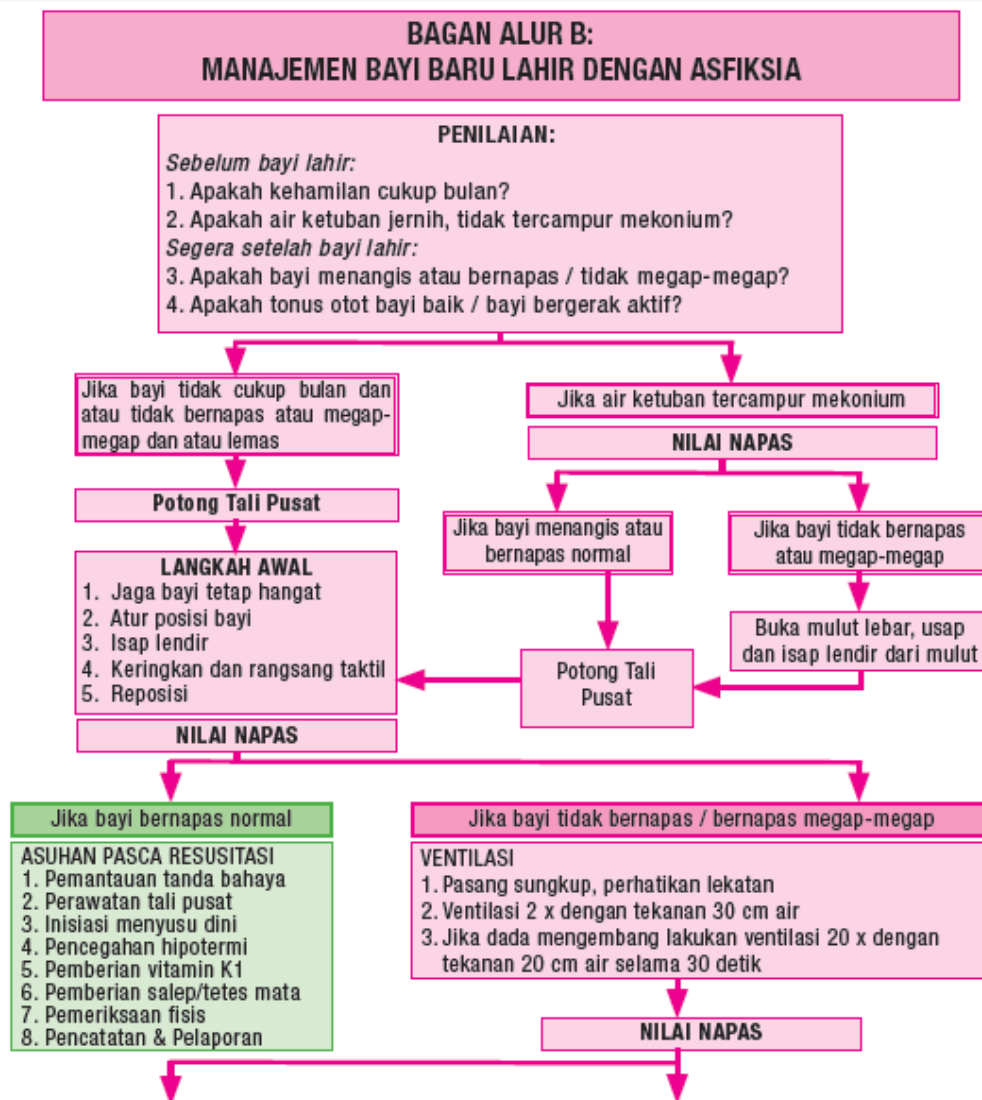 BAGAN ALUR B:
MANAJEMEN BAYI BARU LAHIR DENGAN ASFIKSIA
PENILAIAN:
Sebelum bayi lahir:
1. Apakah kehamilan cukup bulan?
2. Apakah air ketuban jernih, tidak tercampur mekonium?
Segera setelah bayi lahir:
3. Apakah bayi menangis atau bernapas / tidak megap-megap?
4. Apakah tonus otot bayi baik / bayi bergerak aktif?
Jika bayi tidak cukup bulan dan
atau tidak bernapas atau megap-
megap dan atau lemas
Potong Tali Pusat
LANGKAH AWAL
1. Jaga bayi tetap hangat
2. Atur posisi bayi
3. Isap lendir
4. Keringkan dan rangsang taktil
5. Reposisi
NILAI NAPAS
Jika air ketuban tercampur mekonium
NILAI NAPAS
Jika bayi menangis atau
bernapas normal
Jika bayi tidak bernapas
atau megap-megap
Buka mulut lebar, usap
dan isap lendir dari mulut
Potong Tali
Pusat
Jika bayi bernapas normal
ASUHAN PASCA RESUSITASI
1. Pemantauan tanda bahaya
2. Perawatan tali pusat
3. Inisiasi menyusu dini
4. Pencegahan hipotermi
5. Pemberian vitamin K1
6. Pemberian salep/tetes mata
7. Pemeriksaan fisis
8. Pencatatan & Pelaporan
Jika bayi tidak bernapas / bernapas megap-megap
VENTILASI
1. Pasang sungkup, perhatikan lekatan
2. Ventilasi 2 x dengan tekanan 30 cm air
3. Jika dada mengembang lakukan ventilasi 20 x dengan
tekanan 20 cm air selama 30 detik
NILAI NAPAS